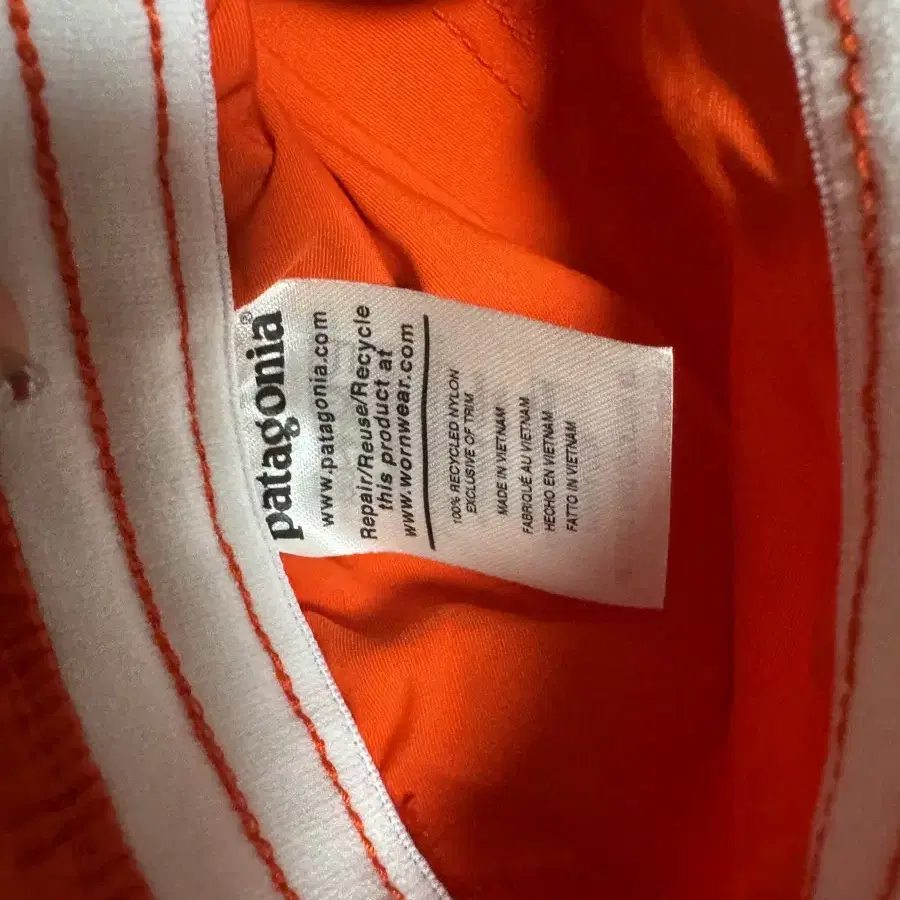 patagonia®
www.patagonia.com
Repair/Reuse/Recycle
this product at
www.wornwear.com
100% RECYCLED NYLON
EXCLUSIVE OF TRIM
MADE IN VIETNAM
FABRIQUÉ AU VIETNAM
HECHO EN VIETNAM
FATTO IN VIETNAM